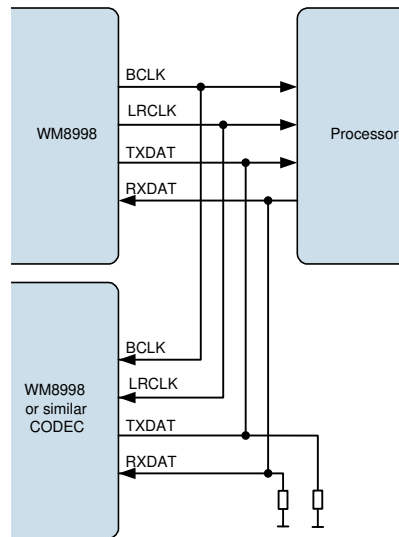 BCLK
LRCLK
WM8998
Processor
TXDAT
RXDAT
BCLK
LRCLK
WM8998
or similar
CODEC
TXDAT
RXDAT